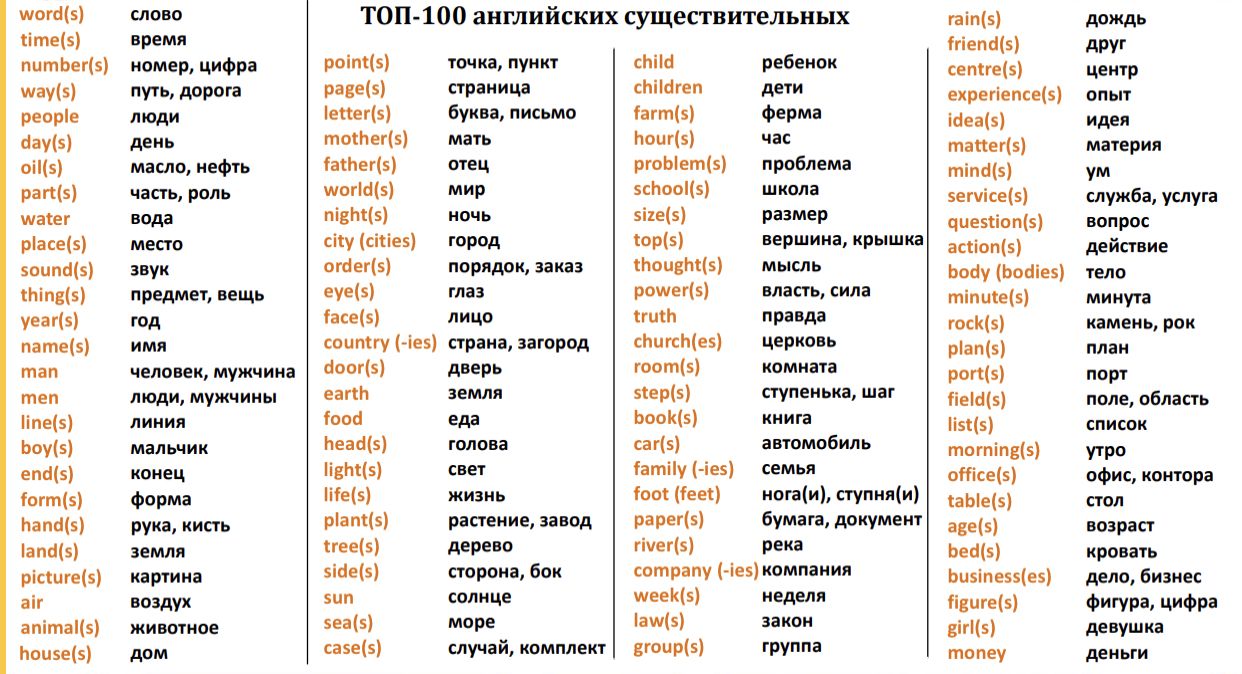 ТОП-100 английских существительных
word(s) слово
time(s) время
number(s) номер, цифра
way(s) путь, дорога
people люди
day(s) день
oil(s) масло, нефть
part(s) часть, роль
water вода
place(s) место
sound(s) звук
thing(s) предмет, вещь
year(s) год
name(s) имя
man человек, мужчина
men люди, мужчины
line(s) линия
boy(s) мальчик
end(s) конец
form(s) форма
hand(s) рука, кисть
land(s) земля
picture(s) картина
air воздух
animal(s) животное
house(s) дом
point(s) точка, пункт
page(s) страница
letter(s) буква, письмо
mother(s) мать
father(s) отец
world(s) мир
night(s) ночь
city (cities) город
order(s) порядок, заказ
eye(s) глаз
face(s) лицо
country (-ies) страна, загород
door(s) дверь
earth земля
food еда
head(s) голова
light(s) свет
life(s) жизнь
plant(s) растение, завод
tree(s) дерево
side(s) сторона, бок
sun солнце
sea(s) море
case(s) случай, комплект
child ребенок
children дети
farm(s) ферма
hour(s) час
problem(s) проблема
school(s) школа
size(s) размер
top(s) вершина, крышка
thought(s) мысль
power(s) власть, сила
truth правда
church(es) церковь
room(s) комната
step(s) ступенька, шаг
book(s) книга
car(s) автомобиль
family (-ies) семья
foot (feet) нога(и), ступня(и)
paper(s) бумага, документ
river(s) река
company (-ies) компания
week(s) неделя
law(s) закон
group(s) группа
rain(s) дождь
friend(s) друг
centre(s) центр
experience(s) опыт
idea(s) идея
matter(s) материя
mind(s) ум
service(s) служба, услуга
question(s) вопрос
action(s) действие
body (bodies) тело
minute(s) минута
rock(s) камень, рок
plan(s) план
port(s) порт
field(s) поле, область
list(s) список
morning(s) утро
office(s) офис, контора
table(s) стол
age(s) возраст
bed(s) кровать
business(es) дело, бизнес
figure(s) фигура, цифра
girl(s) девушка
money деньги